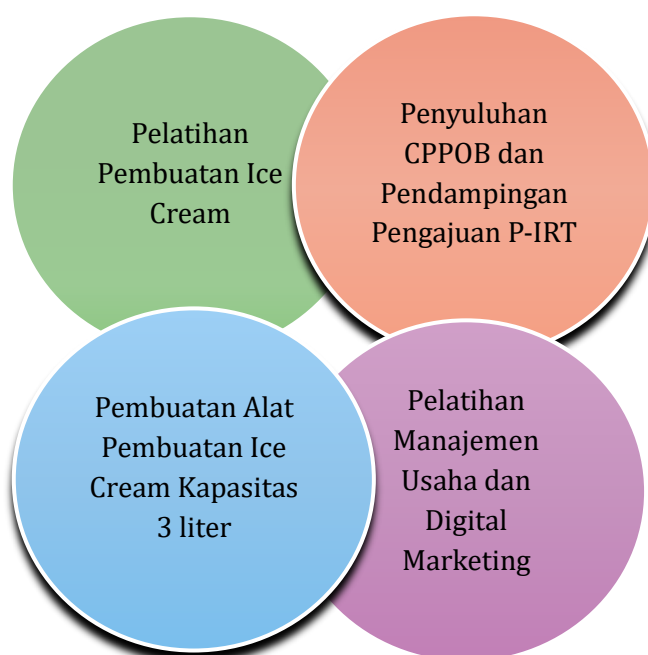 Pelatihan
Pembuatan Ice
Cream
Penyuluhan
CPPOB dan
Pendampingan
Pengajuan P-IRT
Pembuatan Alat
Pembuatan Ice
Cream Kapasitas
3 liter
Pelatihan
Manajemen
Usaha dan
Digital
Marketing